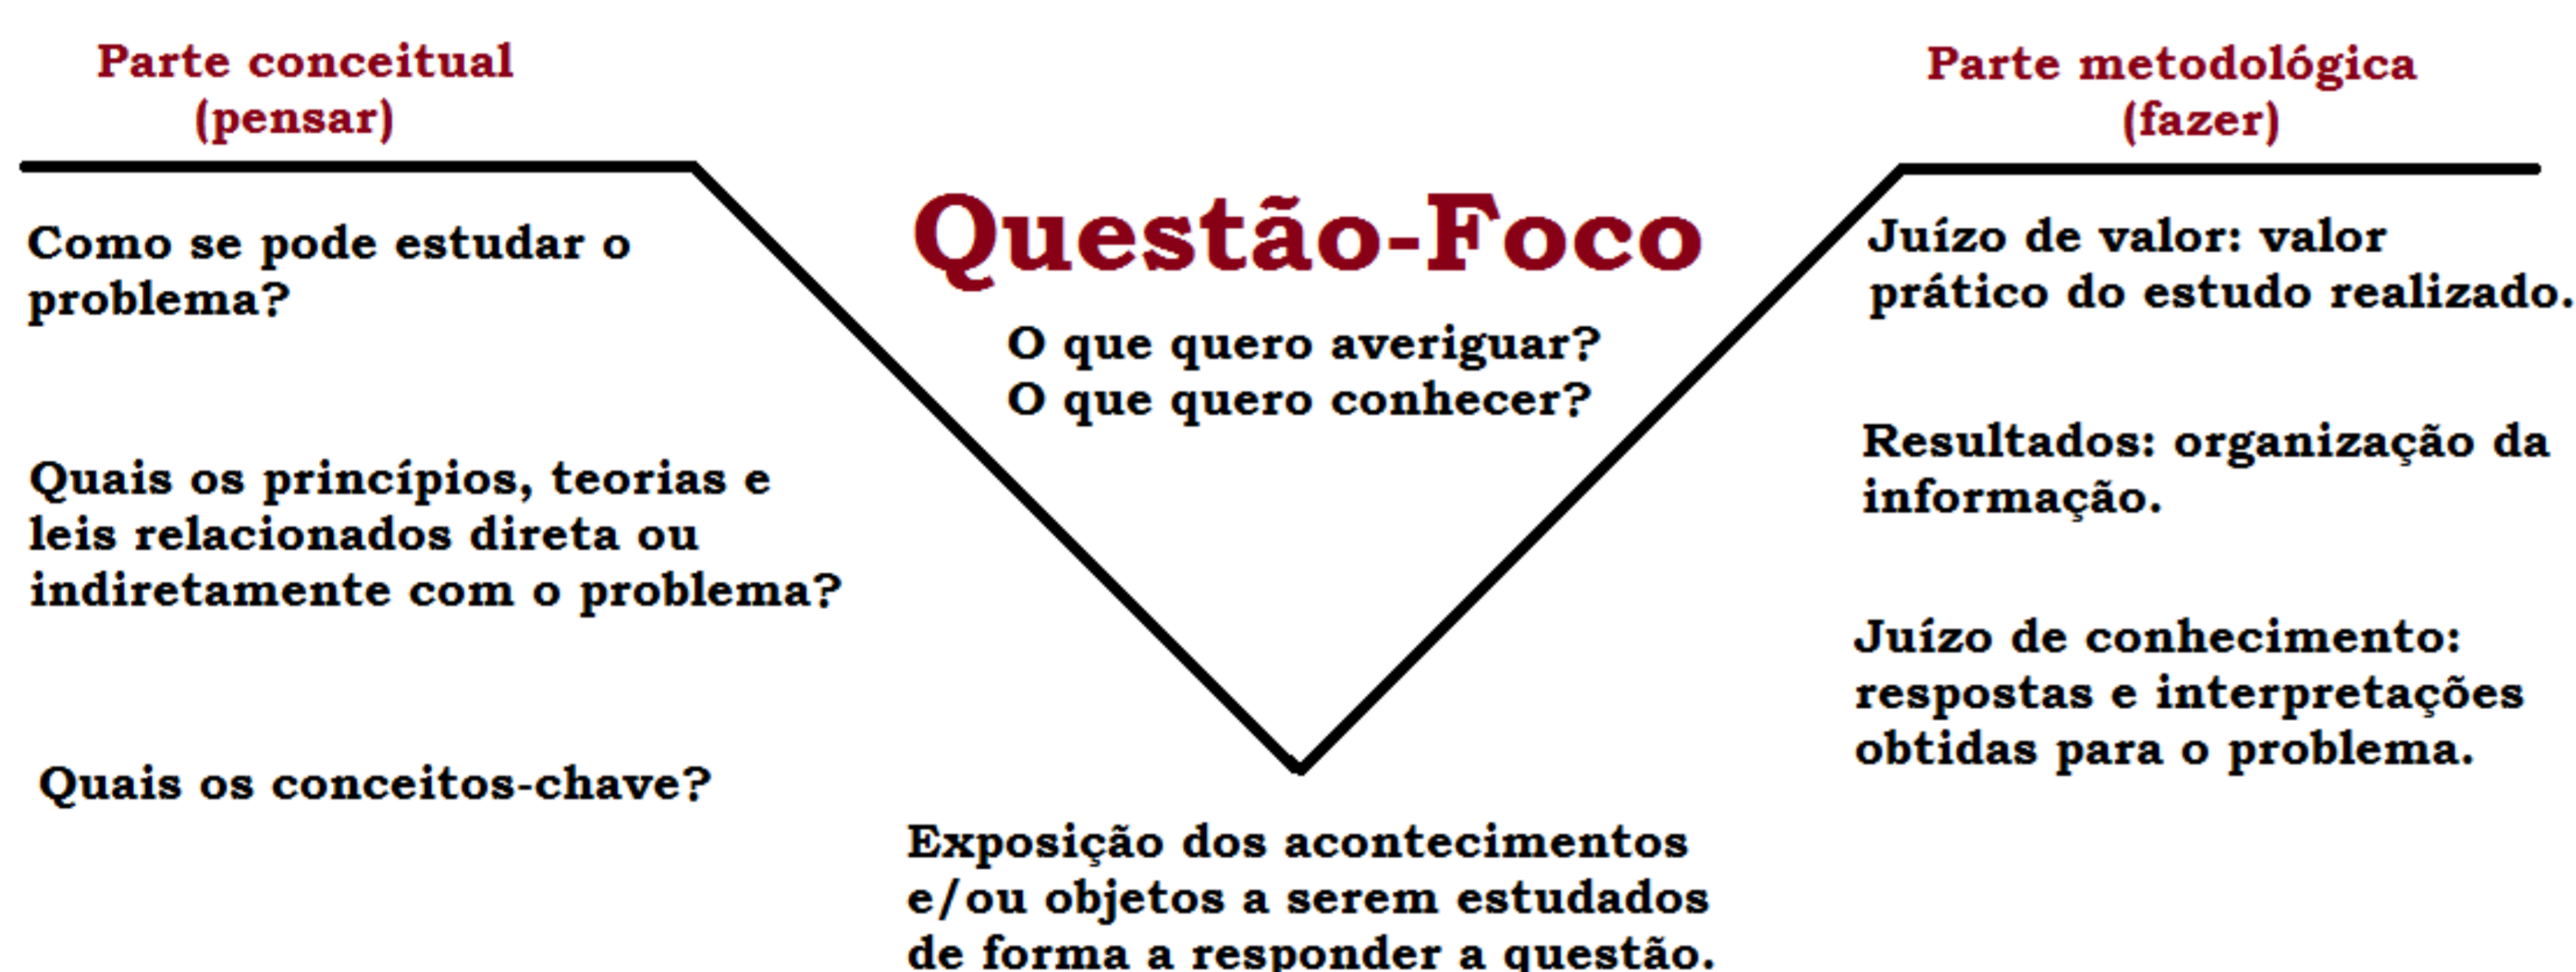 Parte conceitual
(pensar)
Como se pode estudar o
problema?
Quais os princípios, teorias e
leis relacionados direta ou
indiretamente com o problema?
Quais os conceitos-chave?
Questão-Foco
O que quero averiguar?
O que quero conhecer?
Exposição dos acontecimentos
e/ou objetos a serem estudados
de forma a responder a questão.
Parte metodológica
(fazer)
Juízo de valor: valor
prático do estudo realizado.
Resultados: organização da
informação.
Juízo de conhecimento:
respostas e interpretações
obtidas para o problema.